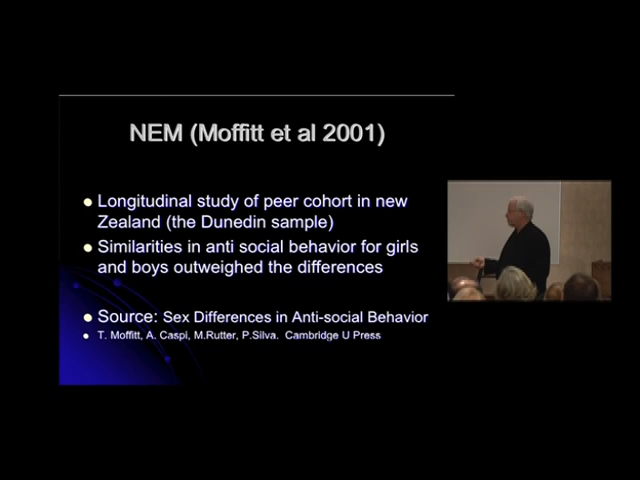 NEM (Moffitt et al 2001)
Longitudinal study of peer cohort in new
Zealand (the Dunedin sample)
Similarities in anti social behavior for girls
and boys outweighed the differences
Source: Sex Differences in Anti-social Behavior
T. Moffitt, A. Caspi, M.Rutter, P.Silva. Cambridge U Press